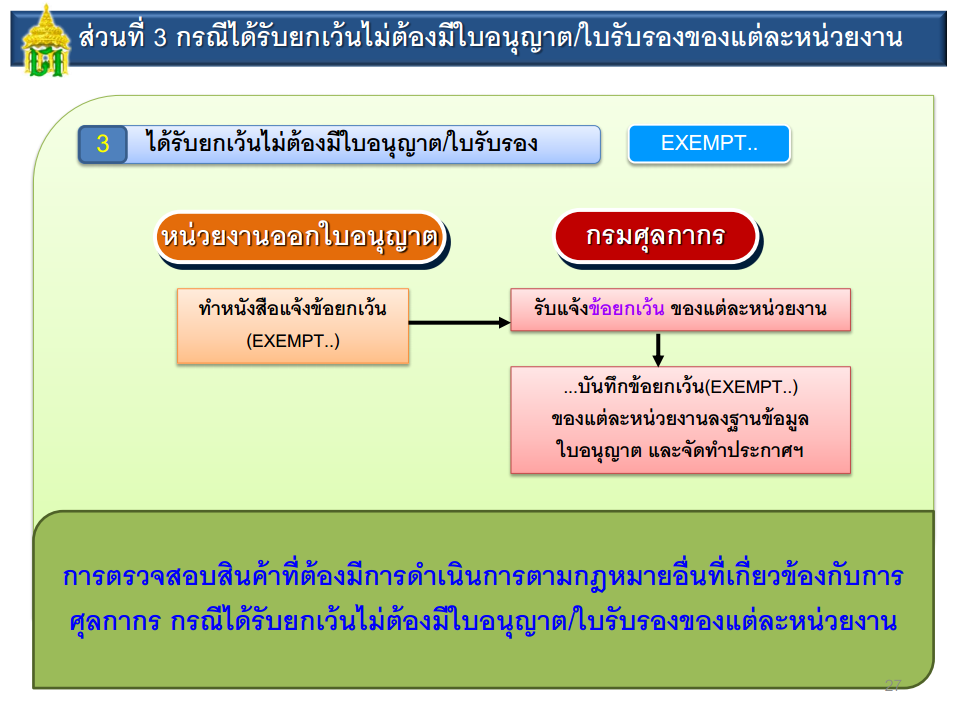 ส่วนที่ 3 กรณีได้รับยกเว้นไม่ต้องมีใบอนุญาต/ใบรับรองของแต่ละหน่วยงาน
3 ได้รับยกเว้นไม่ต้องมีใบอนุญาต/ใบรับรอง EXEMPT..
หน่วยงานออกใบอนุญาต กรมศุลกากร
ทำหนังสือแจ้งข้อยกเว้น
(EXEMPT..)
รับแจ้งข้อยกเว้น ของแต่ละหน่วยงาน
...บันทึกข้อยกเว้น(EXEMPT..)
ของแต่ละหน่วยงานลงฐานข้อมูล
ใบอนุญาต และจัดทำประกาศฯ
การตรวจสอบสินค้าที่ต้องมีการดำเนินการตามกฎหมายอื่นที่เกี่ยวข้องกับการ
ศุลกากร กรณีได้รับยกเว้นไม่ต้องมีใบอนุญาต/ใบรับรองของแต่ละหน่วยงาน
27